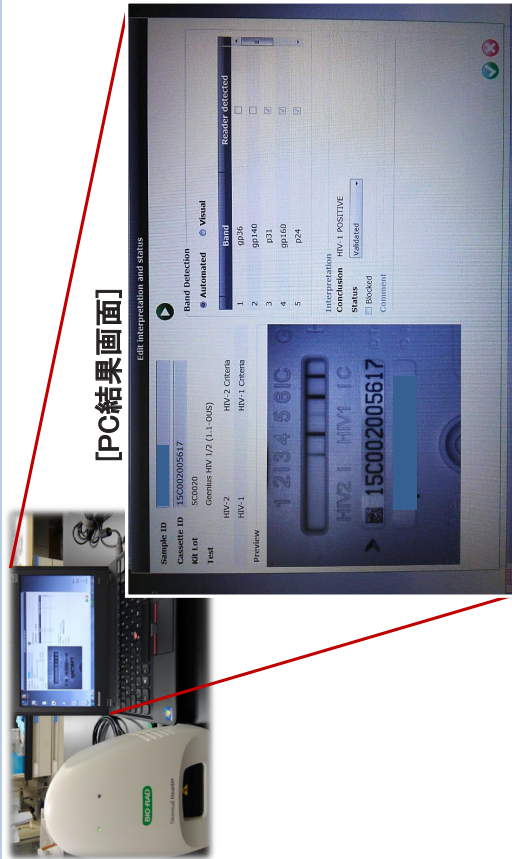 [PC結果画面]
Edit interpretation and status
Sample ID
Cassette ID 15C002005617
Kit Lot 5C0020
Test Geenius HIV 1/2 (1.1-OUS)
HIV-2 HIV-2 Criteria
HIV-1 HIV-1 Criteria
Preview
1 2 3 4 5 6 C
HIV2 HIV1 C
15C002005617
Band Detection
Automated Visual
Band Reader detected
1 gp36
2 gp140
3 p31
4 gp160
5 p24
Interpretation
Conclusion HIV-1 POSITIVE
Status Validated
Blocked
Comment
BIO-RAD
Geenius Reader